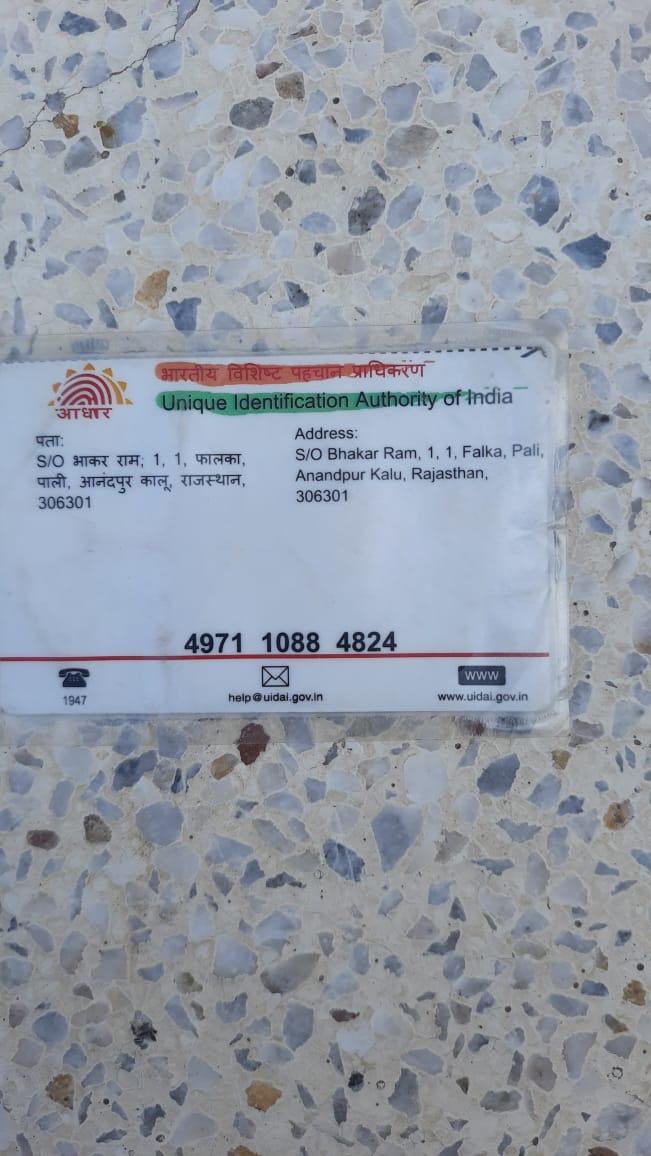 भारतीय विशिष्ट पहचान प्राधिकरण
Unique Identification Authority of India
आधार
पता:
S/O भाकर राम; 1, 1, फालका,
पाली, आनंदपुर कालू, राजस्थान,
306301
Address:
S/O Bhakar Ram, 1, 1, Falka, Pali,
Anandpur Kalu, Rajasthan,
306301
4971 1088 4824
1947
help@uidai.gov.in
WWW
www.uidai.gov.in